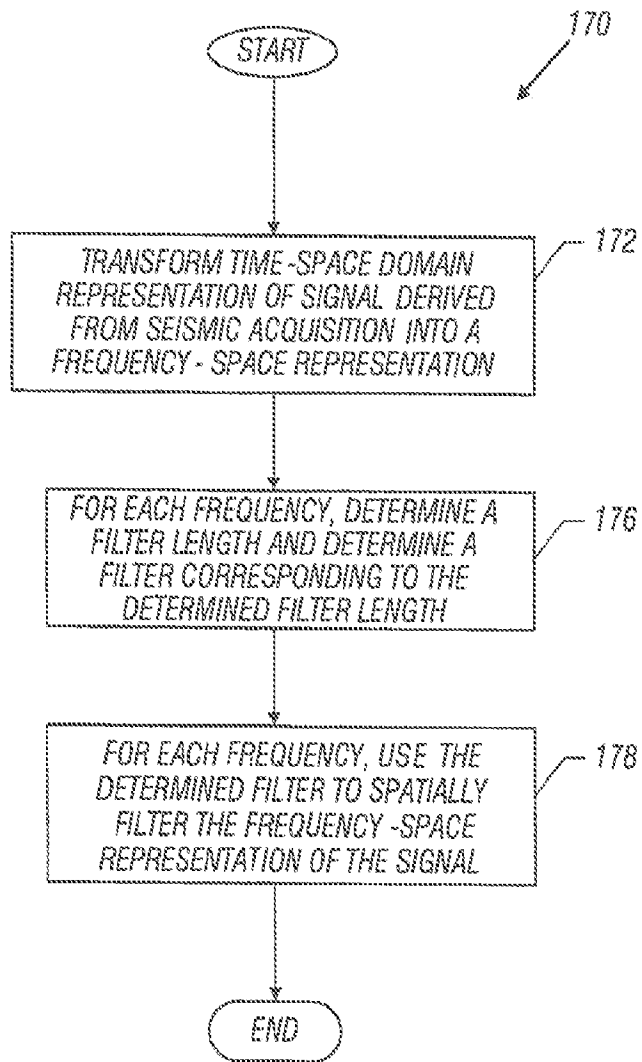 170
START
172
TRANSFORM TIME-SPACE DOMAIN
REPRESENTATION OF SIGNAL DERIVED
FROM SEISMIC ACQUISITION INTO A
FREQUENCY - SPACE REPRESENTATION
176
FOR EACH FREQUENCY, DETERMINE A
FILTER LENGTH AND DETERMINE A
FILTER CORRESPONDING TO THE
DETERMINED FILTER LENGTH
178
FOR EACH FREQUENCY, USE THE
DETERMINED FILTER TO SPATIALLY
FILTER THE FREQUENCY -SPACE
REPRESENTATION OF THE SIGNAL
END